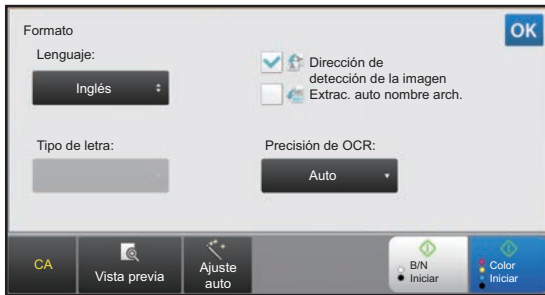 Formato
OK
Lenguaje:
Inglés
Dirección de
detección de la imagen
Extrac. auto nombre arch.
Tipo de letra:
Precisión de OCR:
Auto
CA
Vista previa
Ajuste
auto
B/N
Iniciar
Color
Iniciar